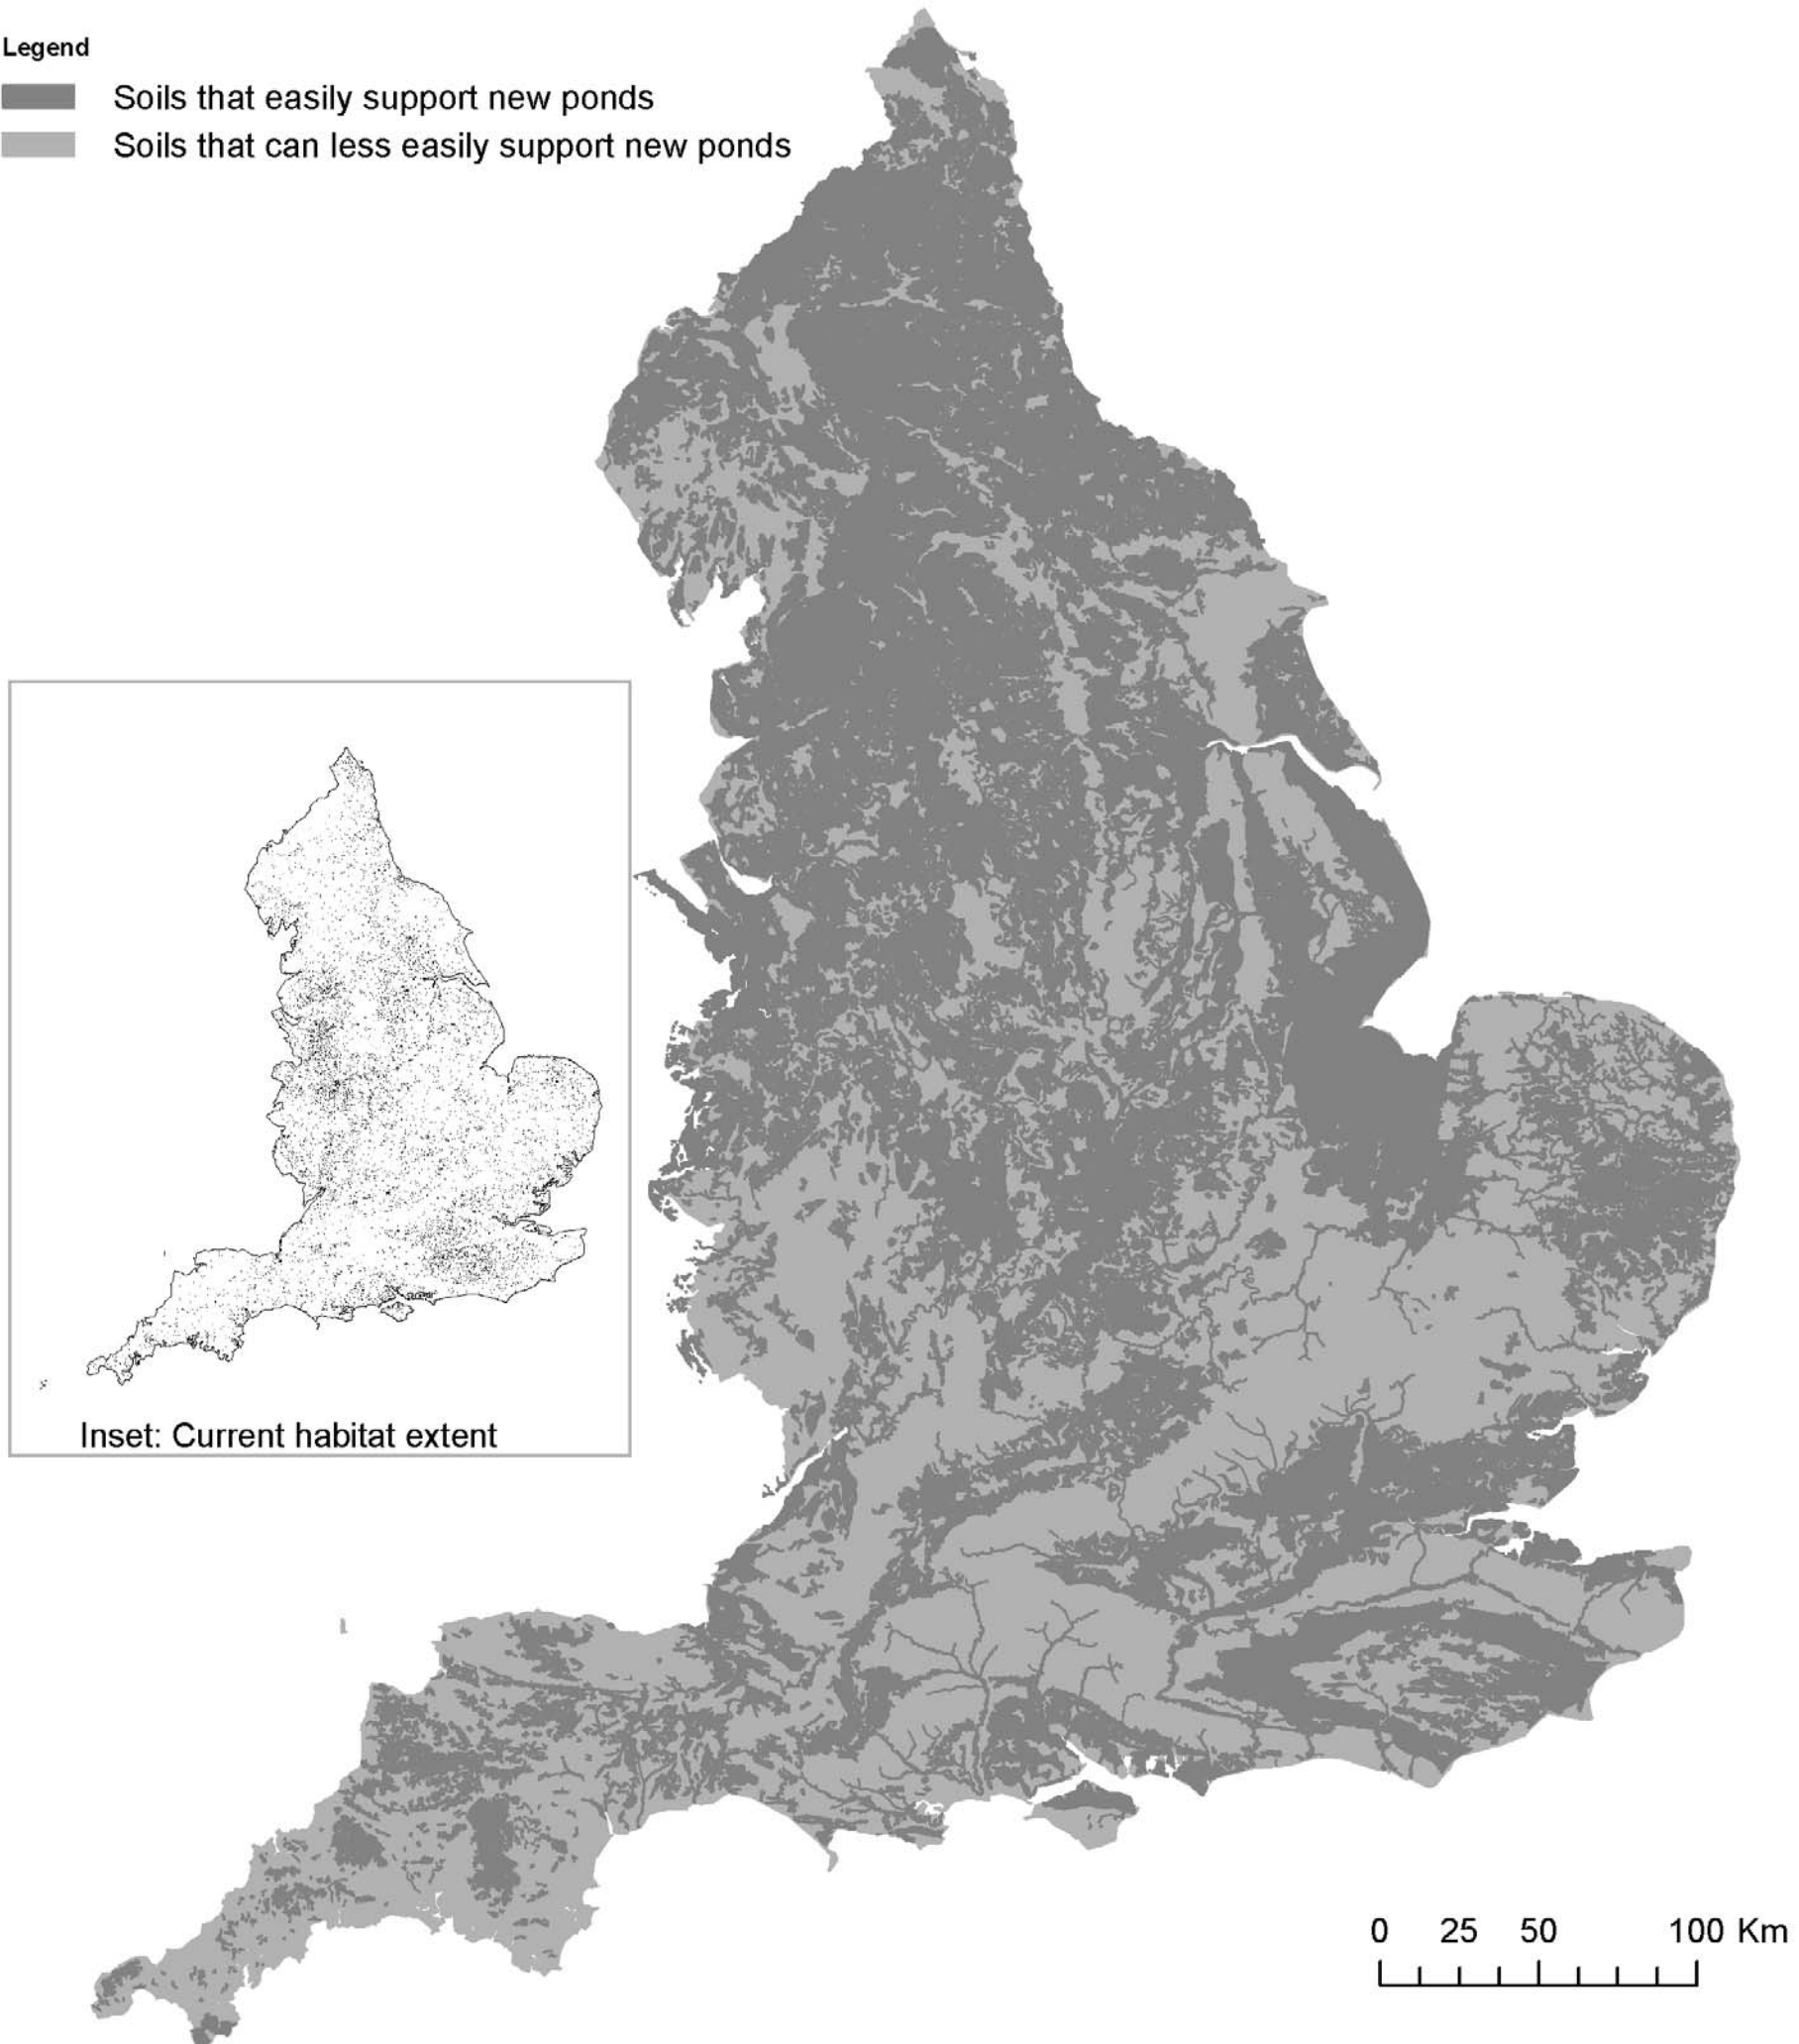 Legend
Soils that easily support new ponds
Soils that can less easily support new ponds
Inset: Current habitat extent
0 25 50 100 Km